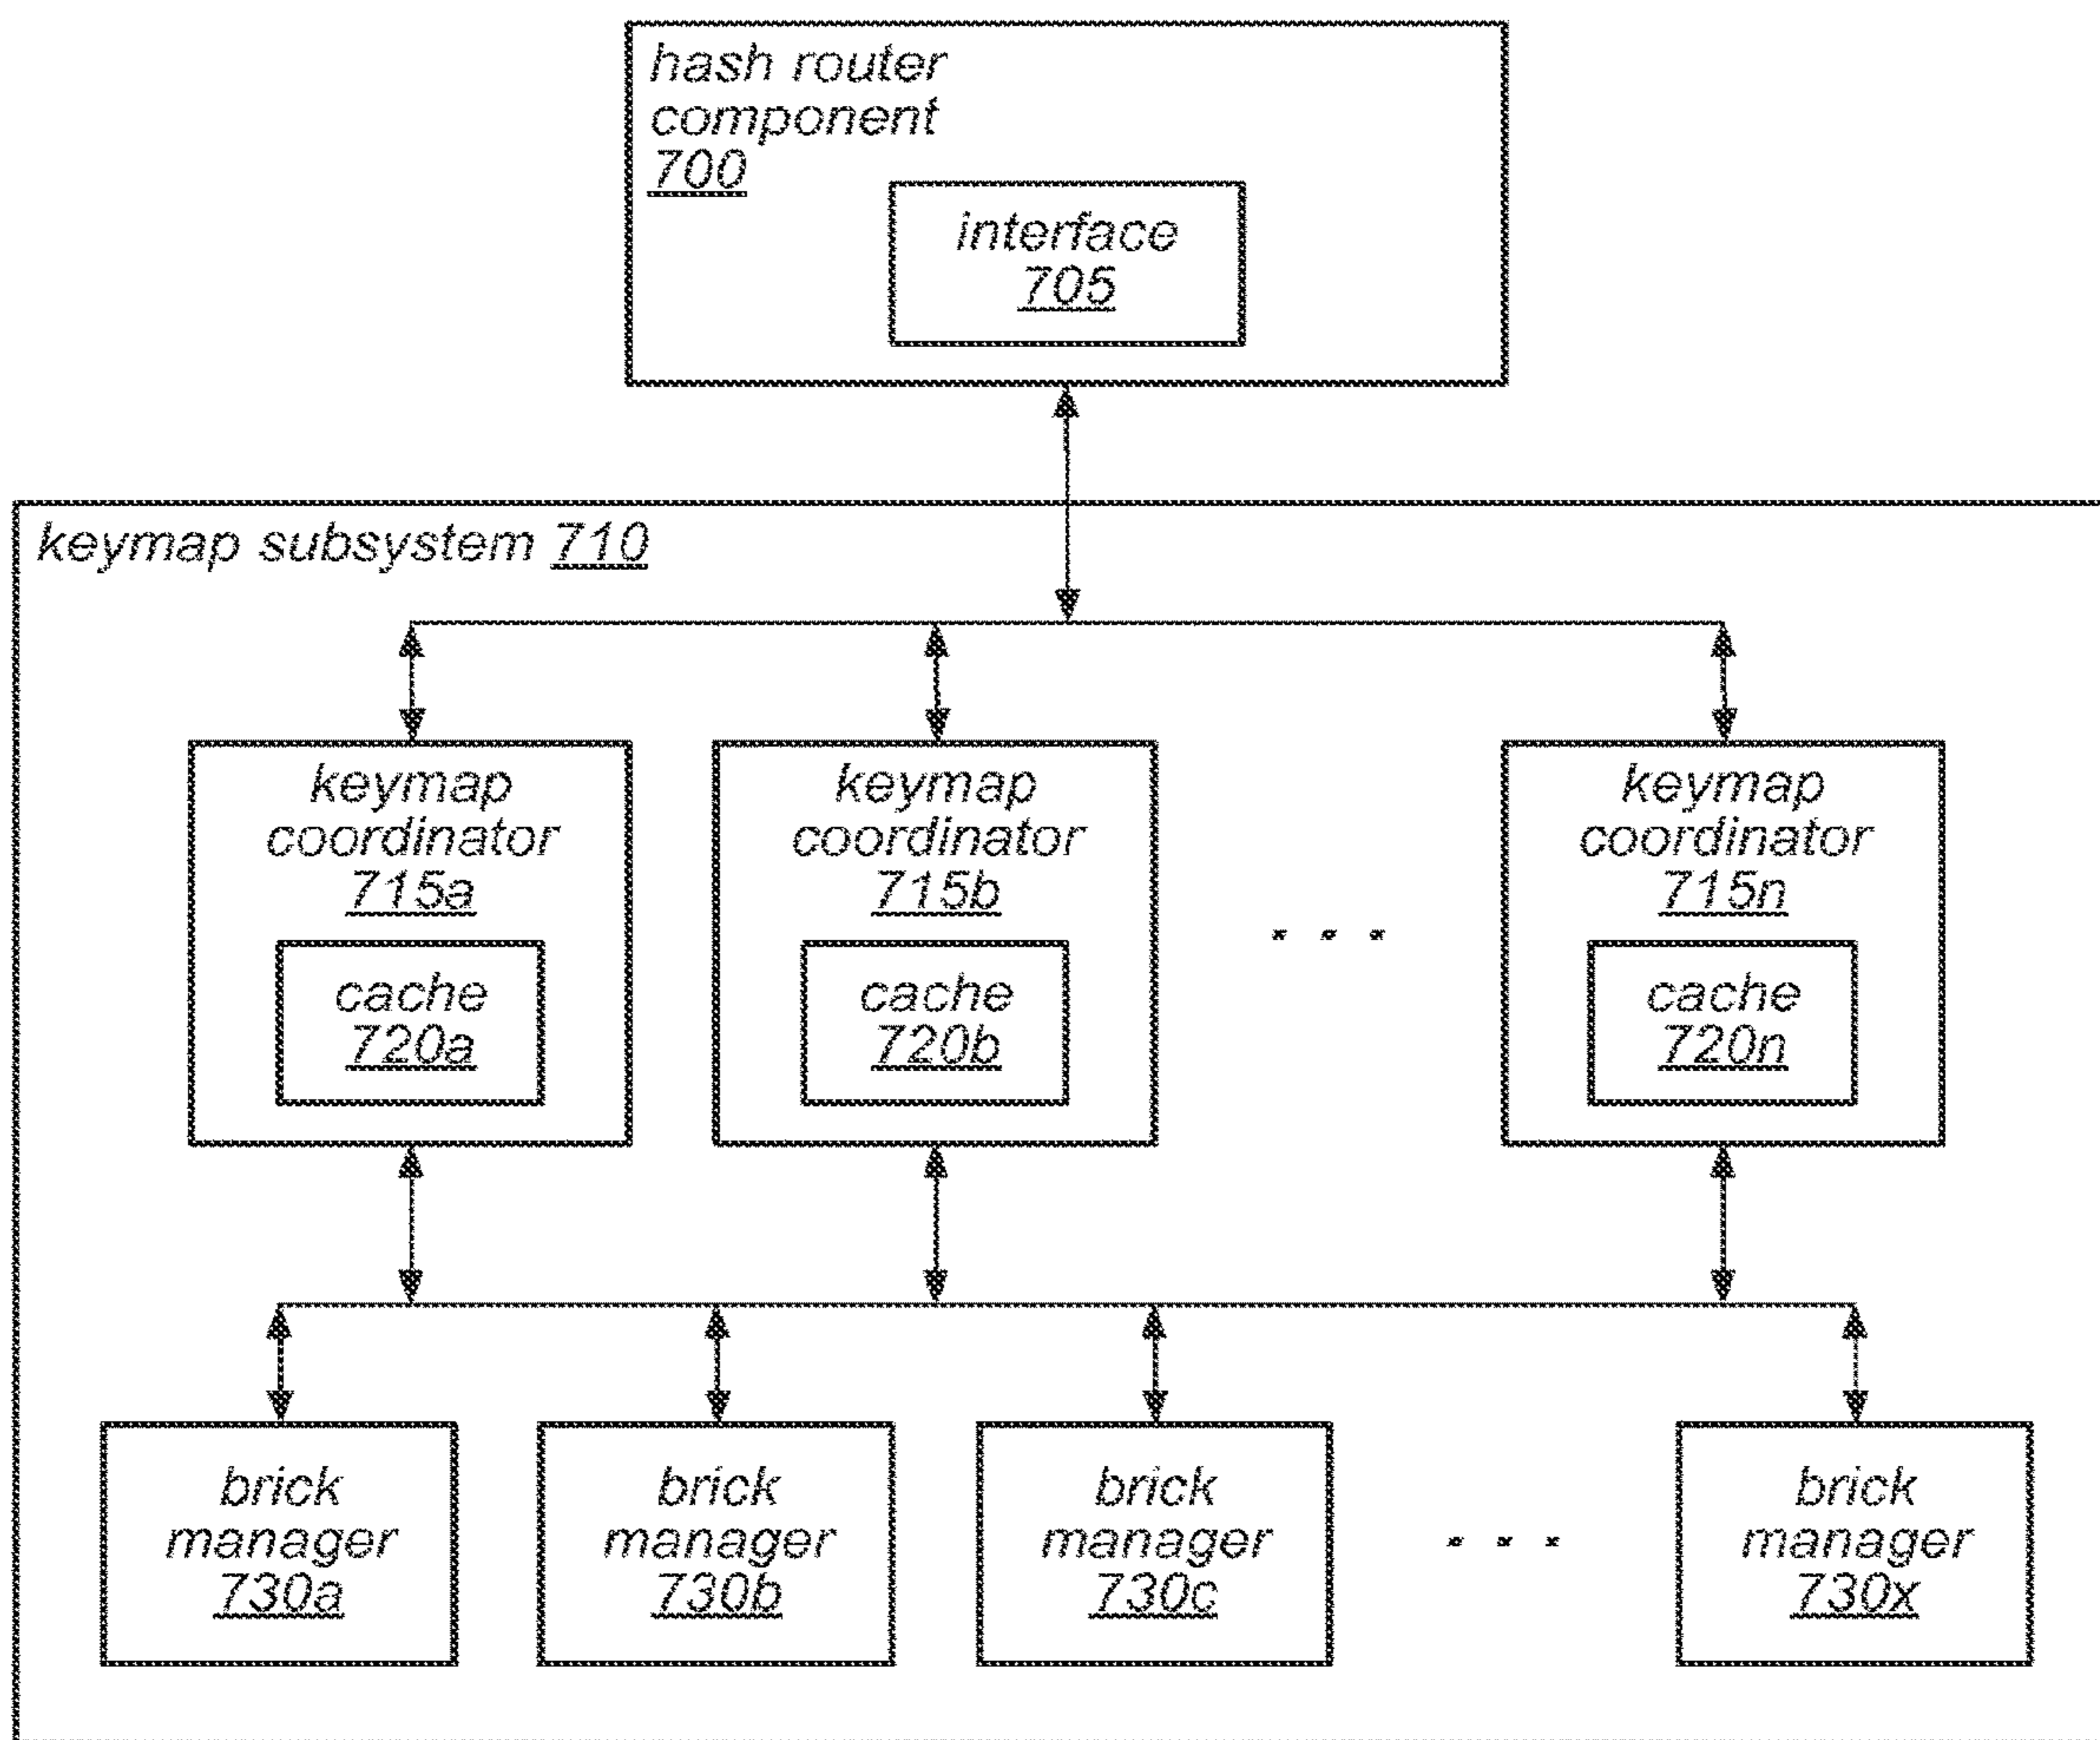 hash router
component
700
interface
705
keymap subsystem 710
keymap
coordinator
715a
cache
720a
keymap
coordinator
715b
cache
720b
. . .
keymap
coordinator
715n
cache
720n
brick
manager
730a
brick
manager
730b
brick
manager
730c
. . .
brick
manager
730x